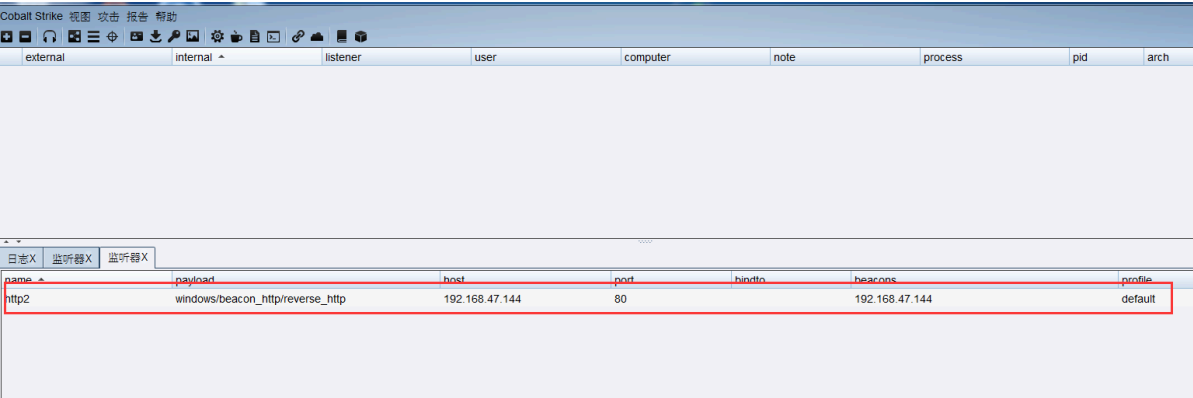 Cobalt Strike 视图 攻击 报告 帮助
external internal listener user computer note process pid arch
日志X 监听器X 监听器X
name payload host port bindto beacons profile
http2 windows/beacon_http/reverse_http 192.168.47.144 80 192.168.47.144 default